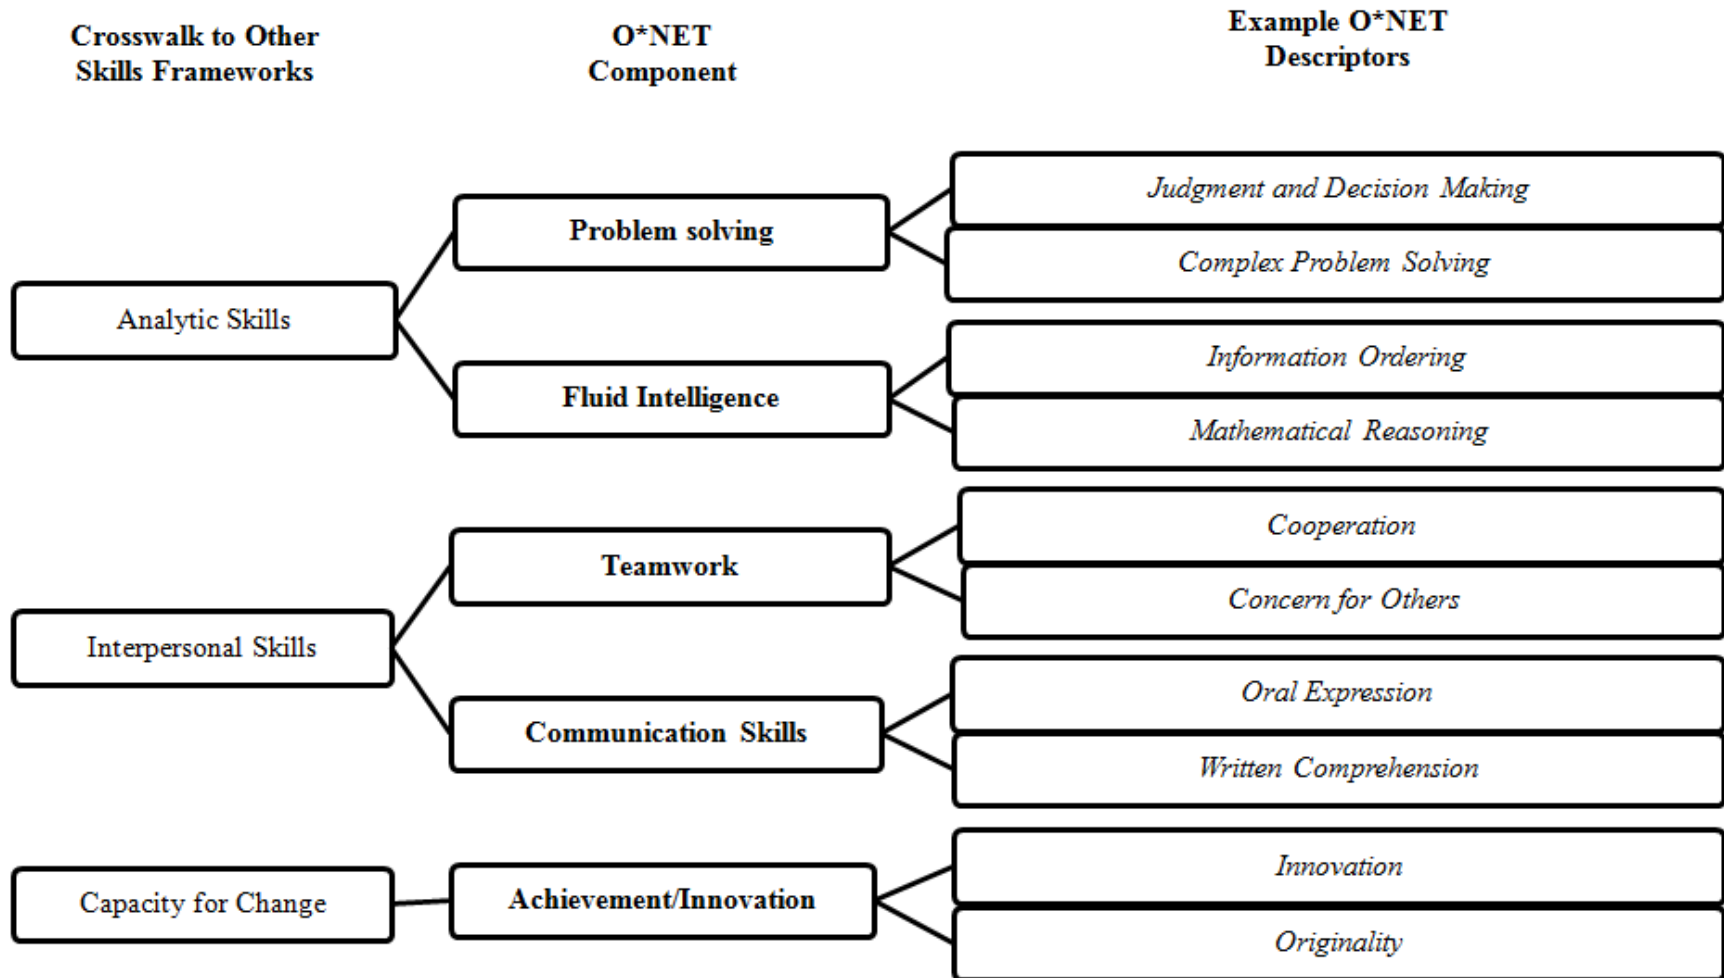 Crosswalk to Other
Skills Frameworks
O*NET
Component
Example O*NET
Descriptors
Analytic Skills
Problem solving
Judgment and Decision Making
Complex Problem Solving
Fluid Intelligence
Information Ordering
Mathematical Reasoning
Interpersonal Skills
Teamwork
Cooperation
Concern for Others
Communication Skills
Oral Expression
Written Comprehension
Capacity for Change
Achievement/Innovation
Innovation
Originality